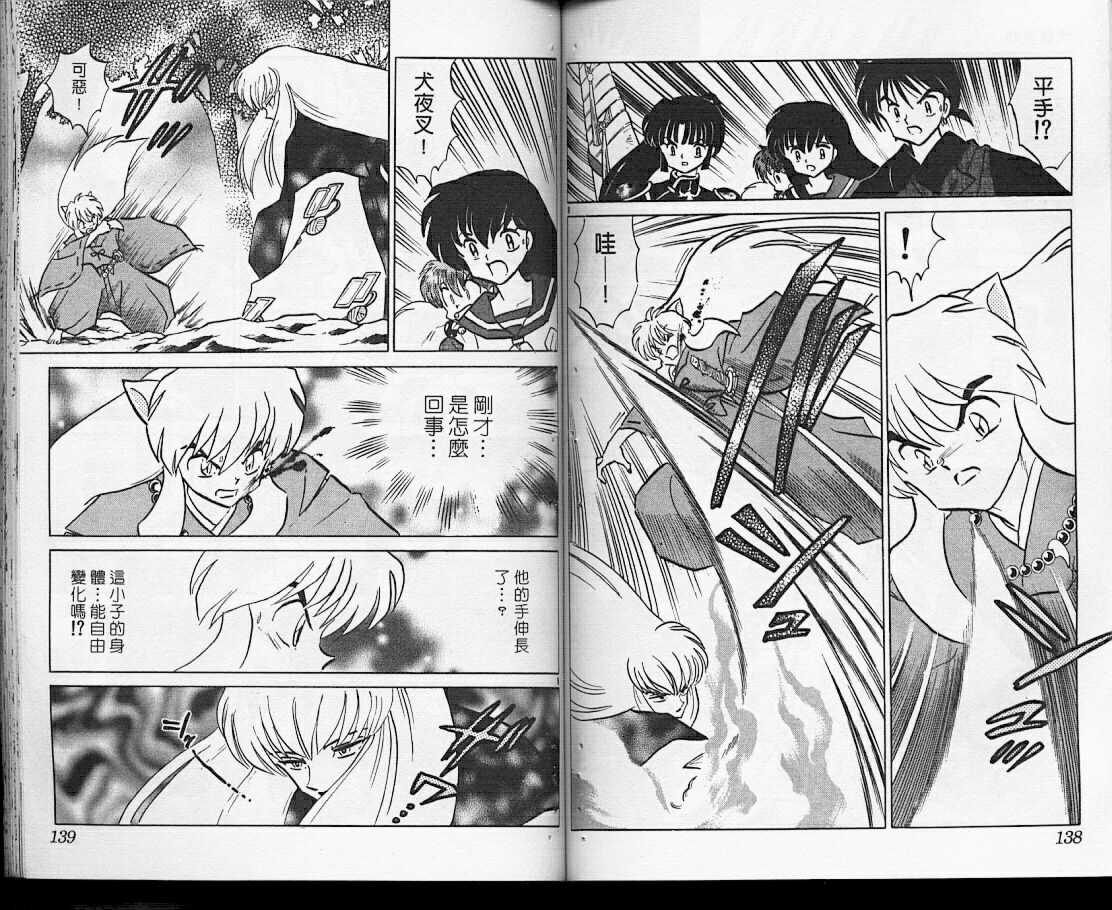 平手!?
！
哇—！
138
犬夜叉！
可惡！
剛才…
是怎麼
回事…
他的手伸長
了…？
這小子的身
體…能自由
變化嗎!?
139